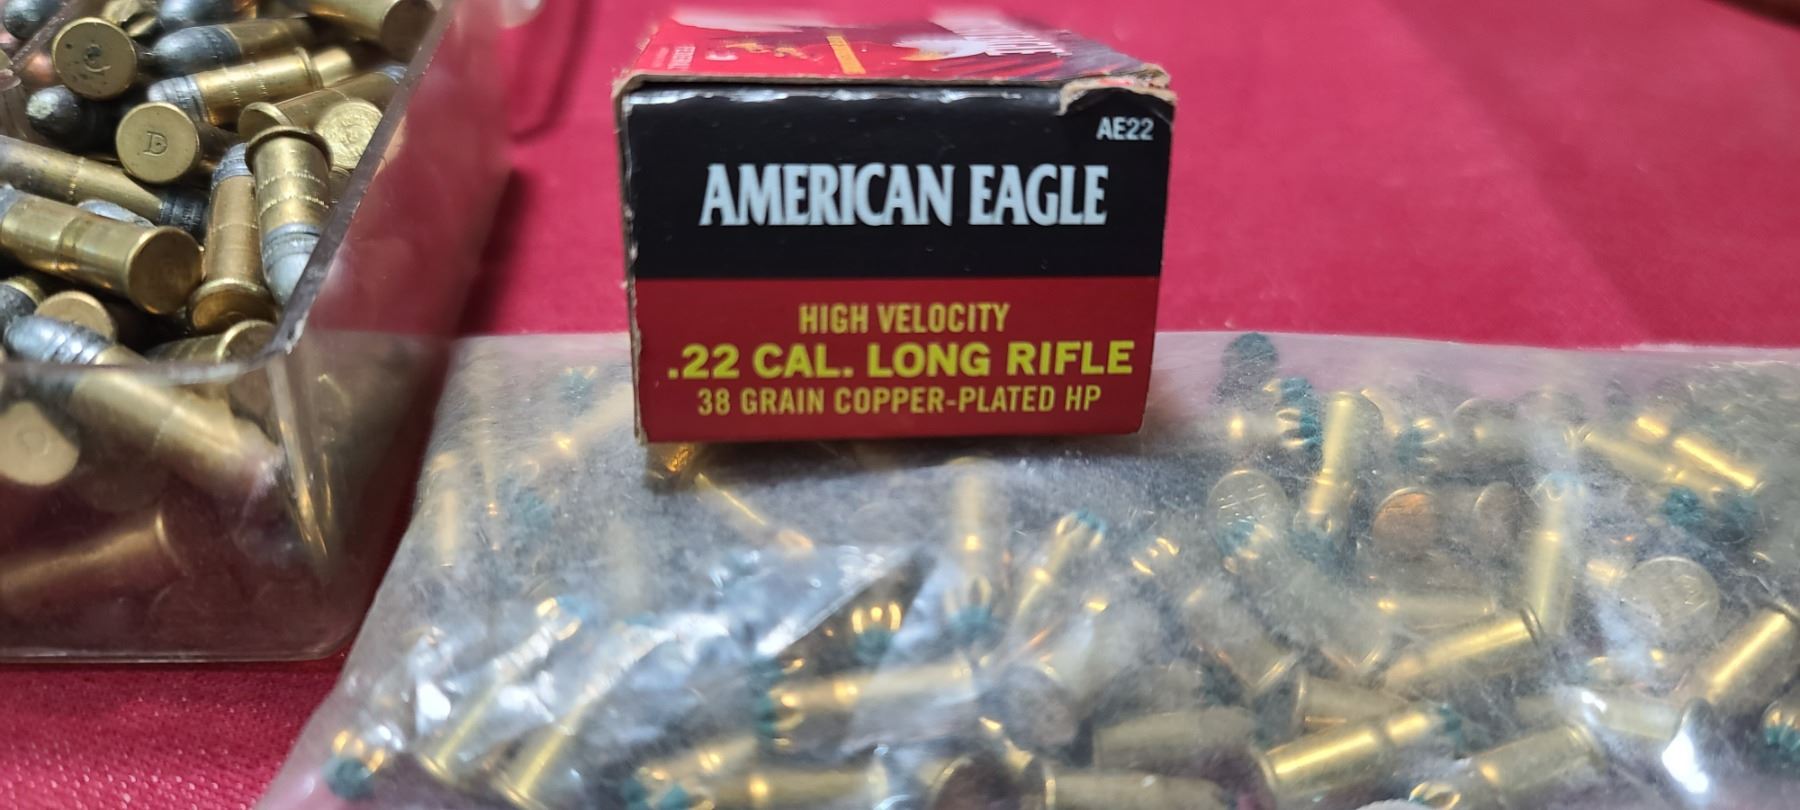 AE22
AMERICAN EAGLE
HIGH VELOCITY
.22 CAL. LONG RIFLE
38 GRAIN COPPER-PLATED HP
D